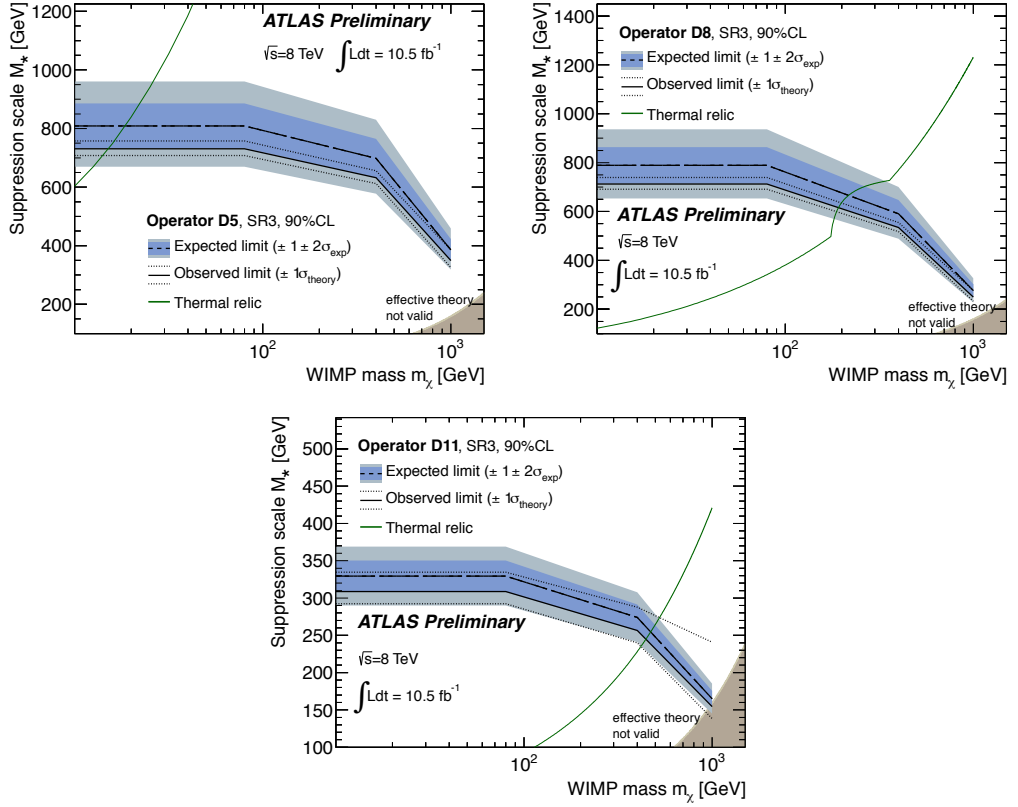 Suppression scale M⋆ [GeV]
1200
1000
800
600
400
200
ATLAS Preliminary
√s=8 TeV ∫Ldt = 10.5 fb⁻¹
Operator D5, SR3, 90%CL
Expected limit (± 1 ± 2σexp)
Observed limit (± 1σtheory)
Thermal relic
effective theory
not valid
10² 10³
WIMP mass mχ [GeV]
Suppression scale M⋆ [GeV]
1400
1200
1000
800
600
400
200
Operator D8, SR3, 90%CL
Expected limit (± 1 ± 2σexp)
Observed limit (± 1σtheory)
Thermal relic
ATLAS Preliminary
√s=8 TeV
∫Ldt = 10.5 fb⁻¹
effective theory
not valid
10² 10³
WIMP mass mχ [GeV]
Suppression scale M⋆ [GeV]
500
450
400
350
300
250
200
150
100
Operator D11, SR3, 90%CL
Expected limit (± 1 ± 2σexp)
Observed limit (± 1σtheory)
Thermal relic
ATLAS Preliminary
√s=8 TeV
∫Ldt = 10.5 fb⁻¹
effective theory
not valid
10² 10³
WIMP mass mχ [GeV]